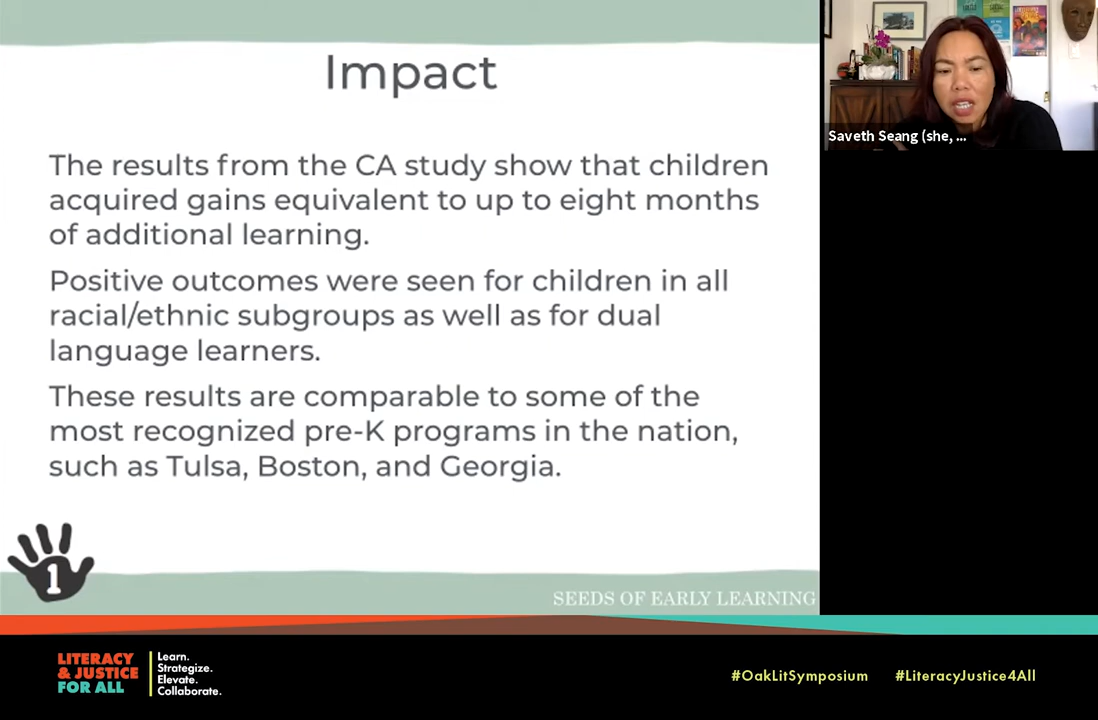 Impact
The results from the CA study show that children
acquired gains equivalent to up to eight months
of additional learning.
Positive outcomes were seen for children in all
racial/ethnic subgroups as well as for dual
language learners.
These results are comparable to some of the
most recognized pre-K programs in the nation,
such as Tulsa, Boston, and Georgia.
1
SEEDS OF EARLY LEARNING
Saveth Seang (she, ...
LITERACY
& JUSTICE
FOR ALL
Learn.
Strategize.
Elevate.
Collaborate.
#OakLitSymposium
#LiteracyJustice4All